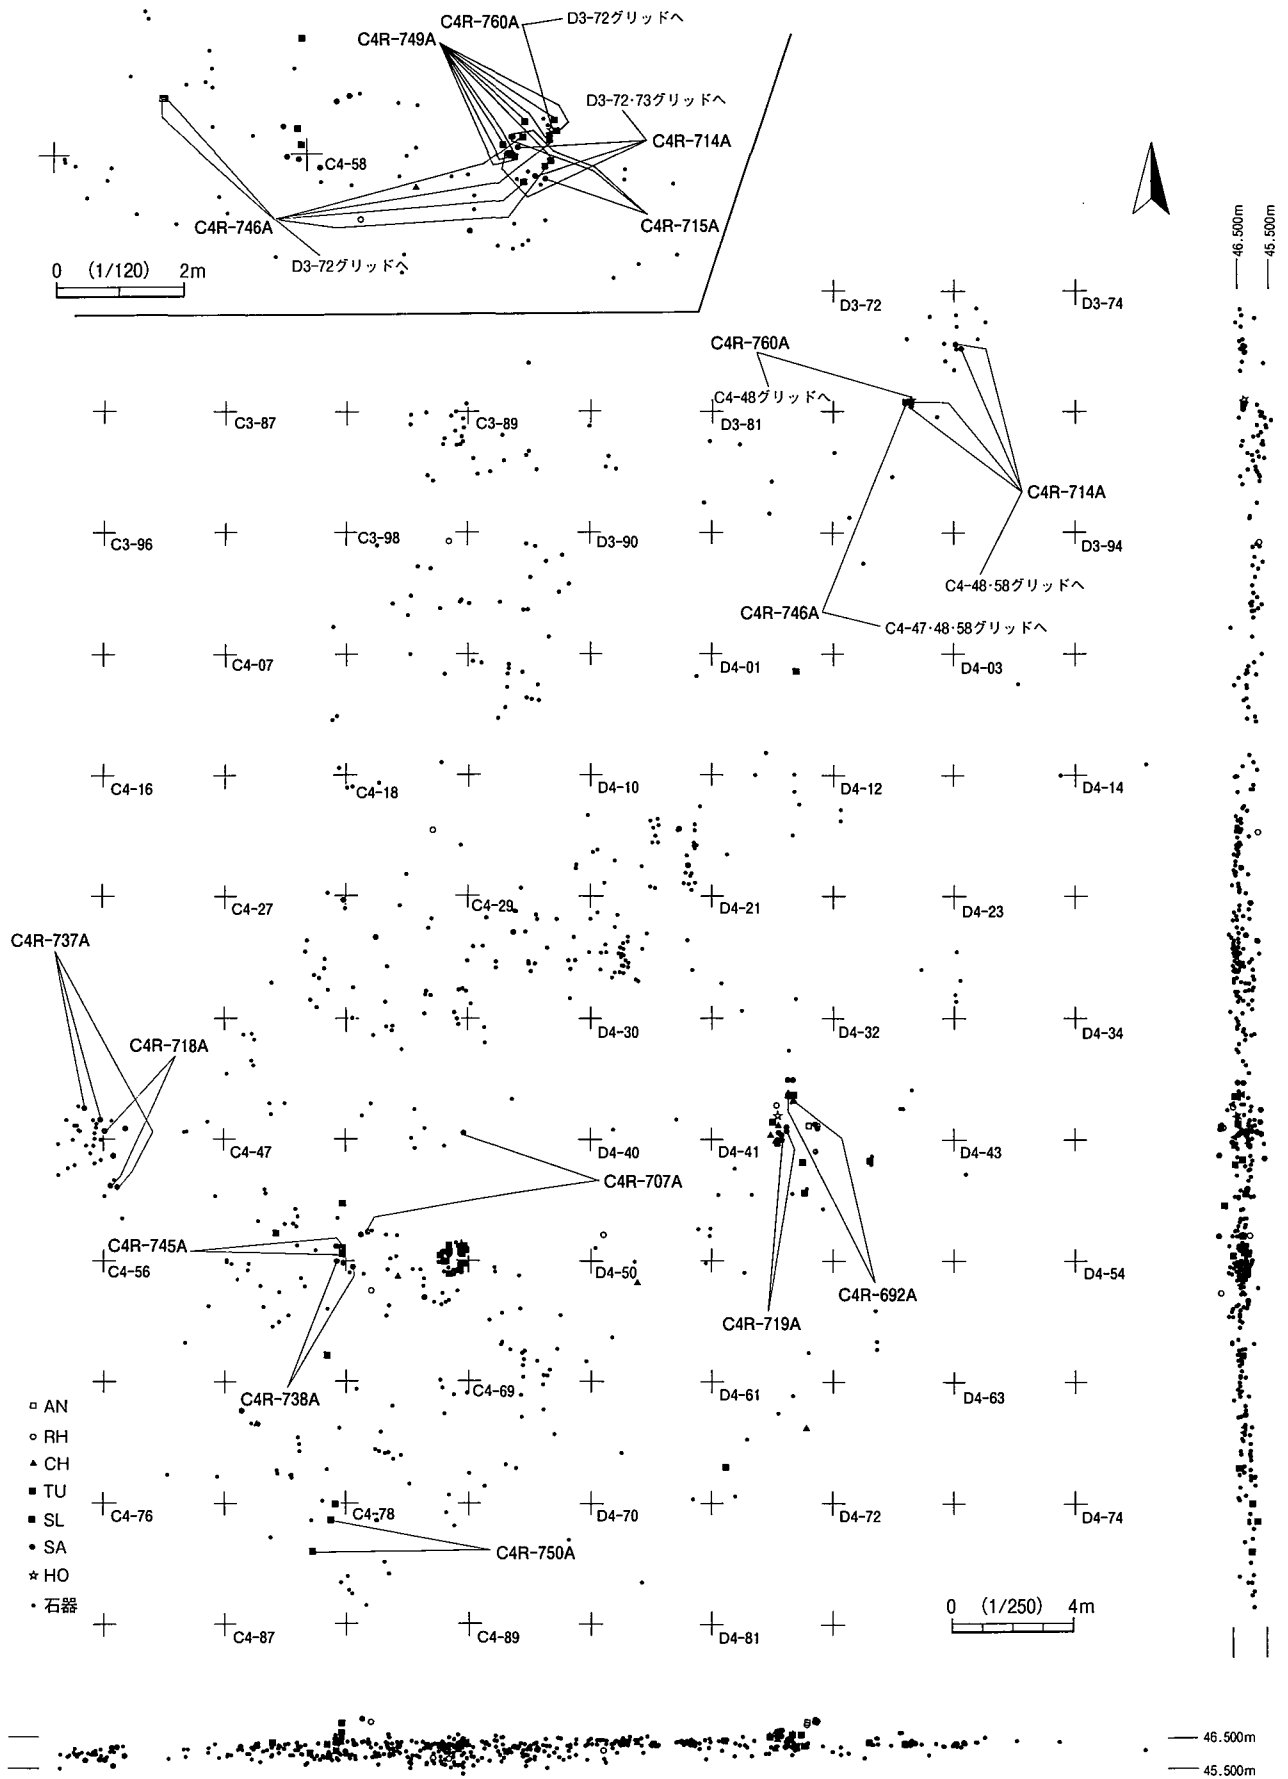 C4R-760A
D3-72グリッドへ
C4R-749A
D3-72・73グリッドへ
C4R-714A
C4-58
C4R-746A
C4R-715A
D3-72グリッドへ
0 (1/120) 2m
46.500m
45.500m
D3-72
D3-74
C4R-760A
C4-48グリッドへ
C3-87
C3-89
D3-81
C4R-714A
C3-96
C3-98
D3-90
D3-94
C4-48・58グリッドへ
C4R-746A
C4-47・48・58グリッドへ
C4-07
D4-01
D4-03
C4-16
C4-18
D4-10
D4-12
D4-14
C4-27
C4-29
D4-21
D4-23
C4R-737A
D4-30
D4-32
D4-34
C4R-718A
C4-47
D4-40
D4-41
D4-43
C4R-707A
C4R-745A
C4-56
D4-50
D4-54
C4R-692A
C4R-719A
C4R-738A
C4-69
D4-61
D4-63
AN
RH
CH
TU
SL
SA
HO
石器
C4-76
C4-78
D4-70
D4-72
D4-74
C4R-750A
0 (1/250) 4m
C4-87
C4-89
D4-81
46.500m
45.500m